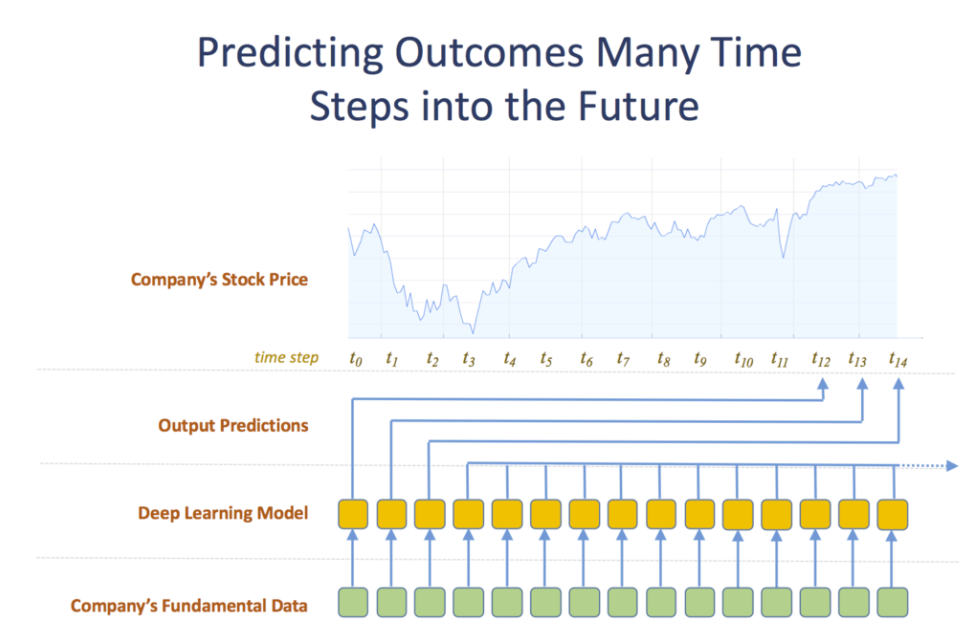 Predicting Outcomes Many Time
Steps into the Future
Company's Stock Price
time step t0 t1 t2 t3 t4 t5 t6 t7 t8 t9 t10 t11 t12 t13 t14
Output Predictions
Deep Learning Model
Company's Fundamental Data